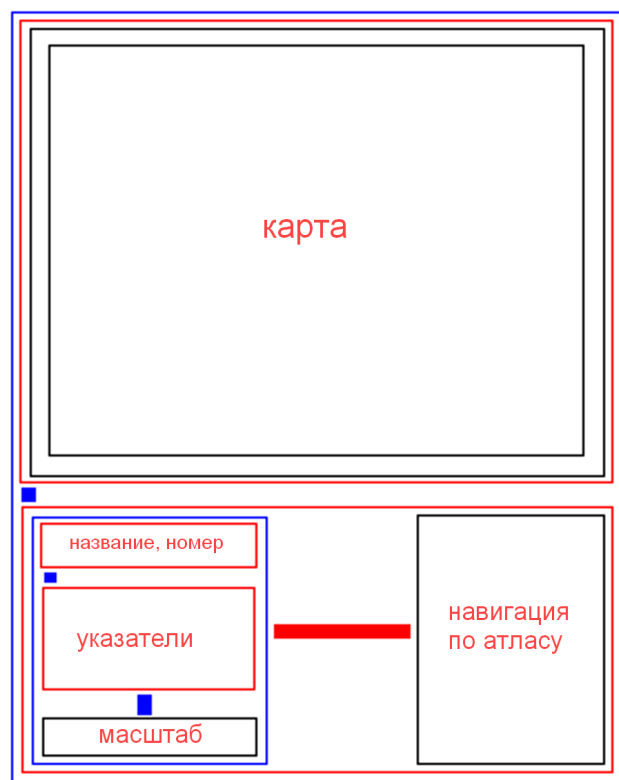 карта
название, номер
указатели
масштаб
навигация
по атласу